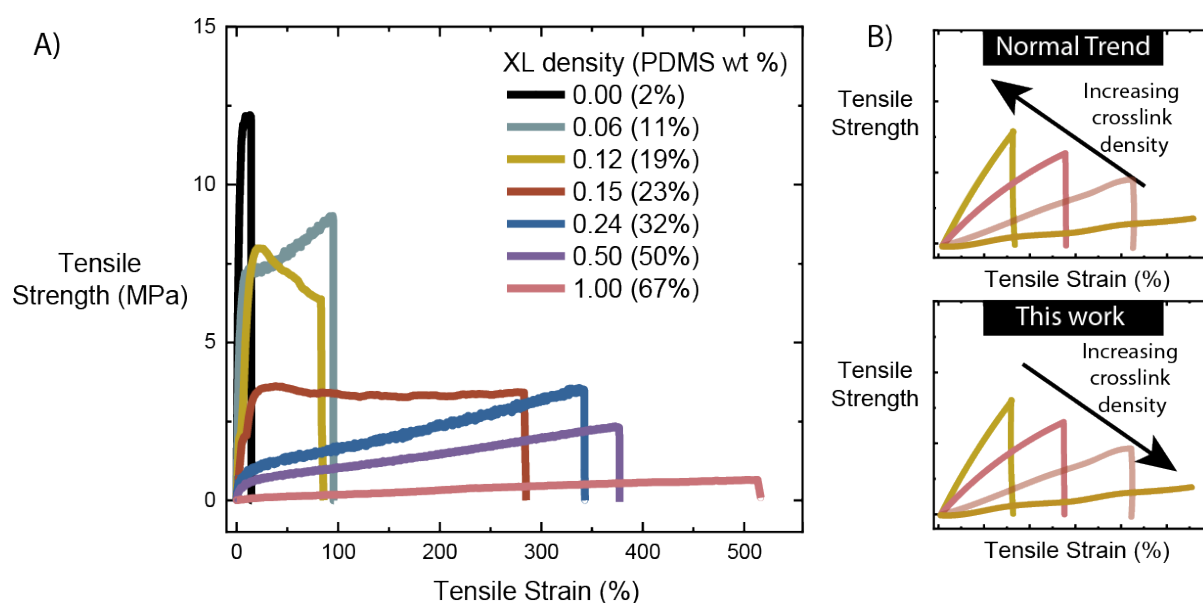 A)
15
10
5
0
Tensile
Strength (MPa)
XL density (PDMS wt %)
0.00 (2%)
0.06 (11%)
0.12 (19%)
0.15 (23%)
0.24 (32%)
0.50 (50%)
1.00 (67%)
0 100 200 300 400 500
Tensile Strain (%)
B)
Normal Trend
Tensile
Strength
Increasing
crosslink
density
Tensile Strain (%)
This work
Tensile
Strength
Increasing
crosslink
density
Tensile Strain (%)